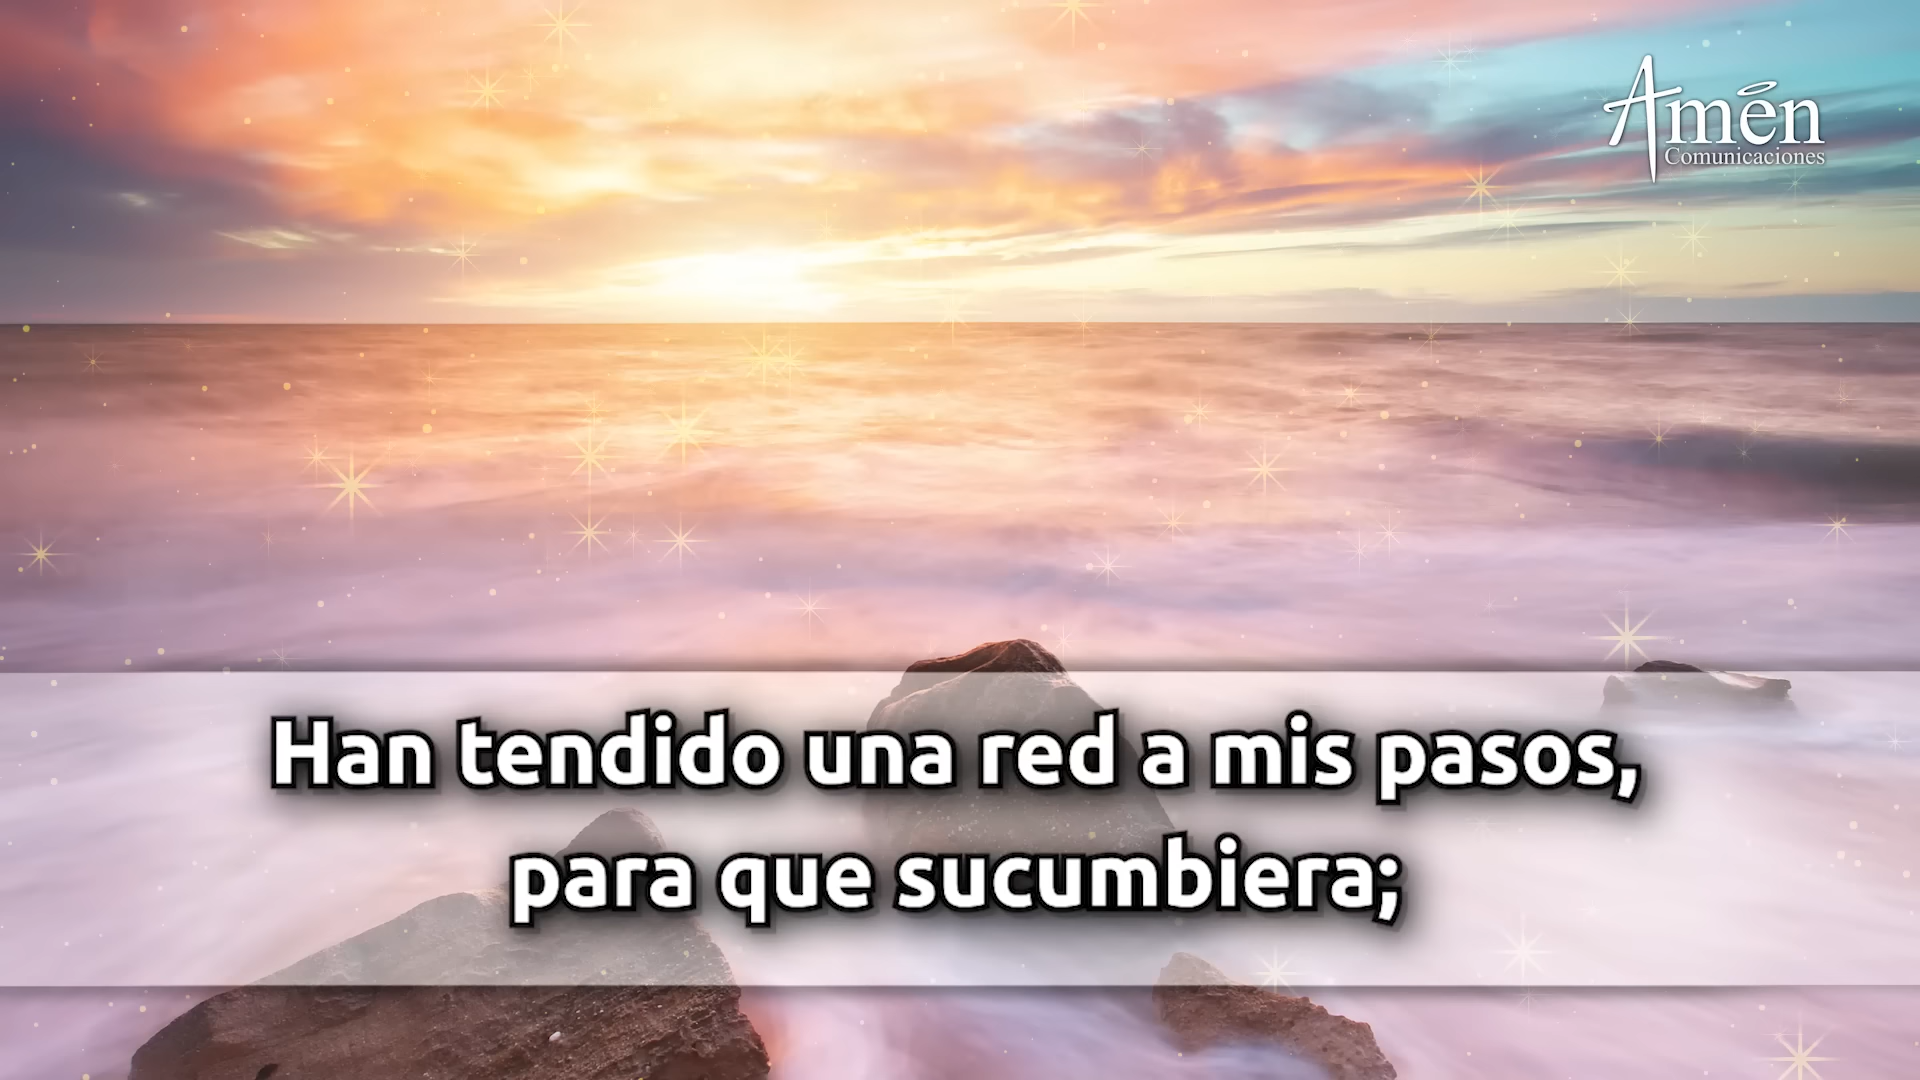 Amén
Comunicaciones
Han tendido una red a mis pasos,
para que sucumbiera;